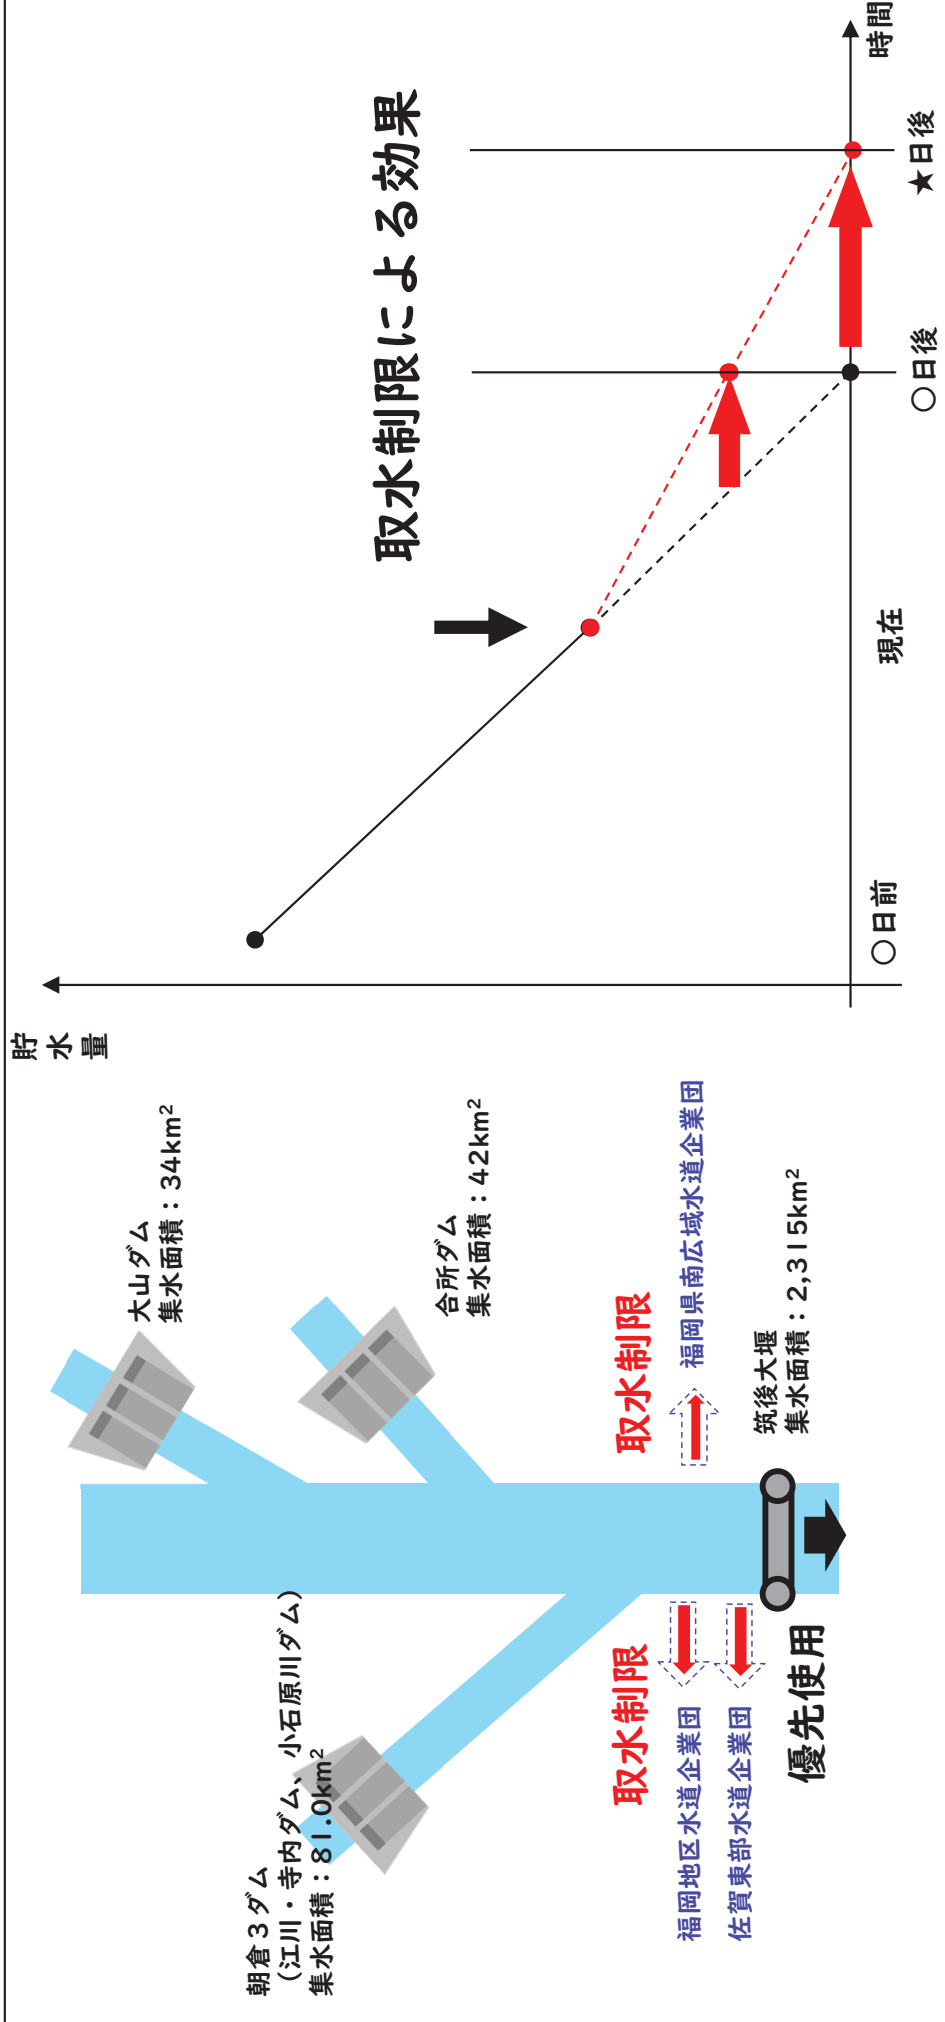 朝倉3ダム
（江川・寺内ダム、小石原川ダム）
集水面積：81.0km²
大山ダム
集水面積：34km²
合所ダム
集水面積：42km²
取水制限
福岡地区水道企業団
佐賀東部水道企業団
取水制限
福岡県南広域水道企業団
筑後大堰
集水面積：2,315km²
優先使用
貯水量
取水制限による効果
○日前
現在
○日後
★日後
時間